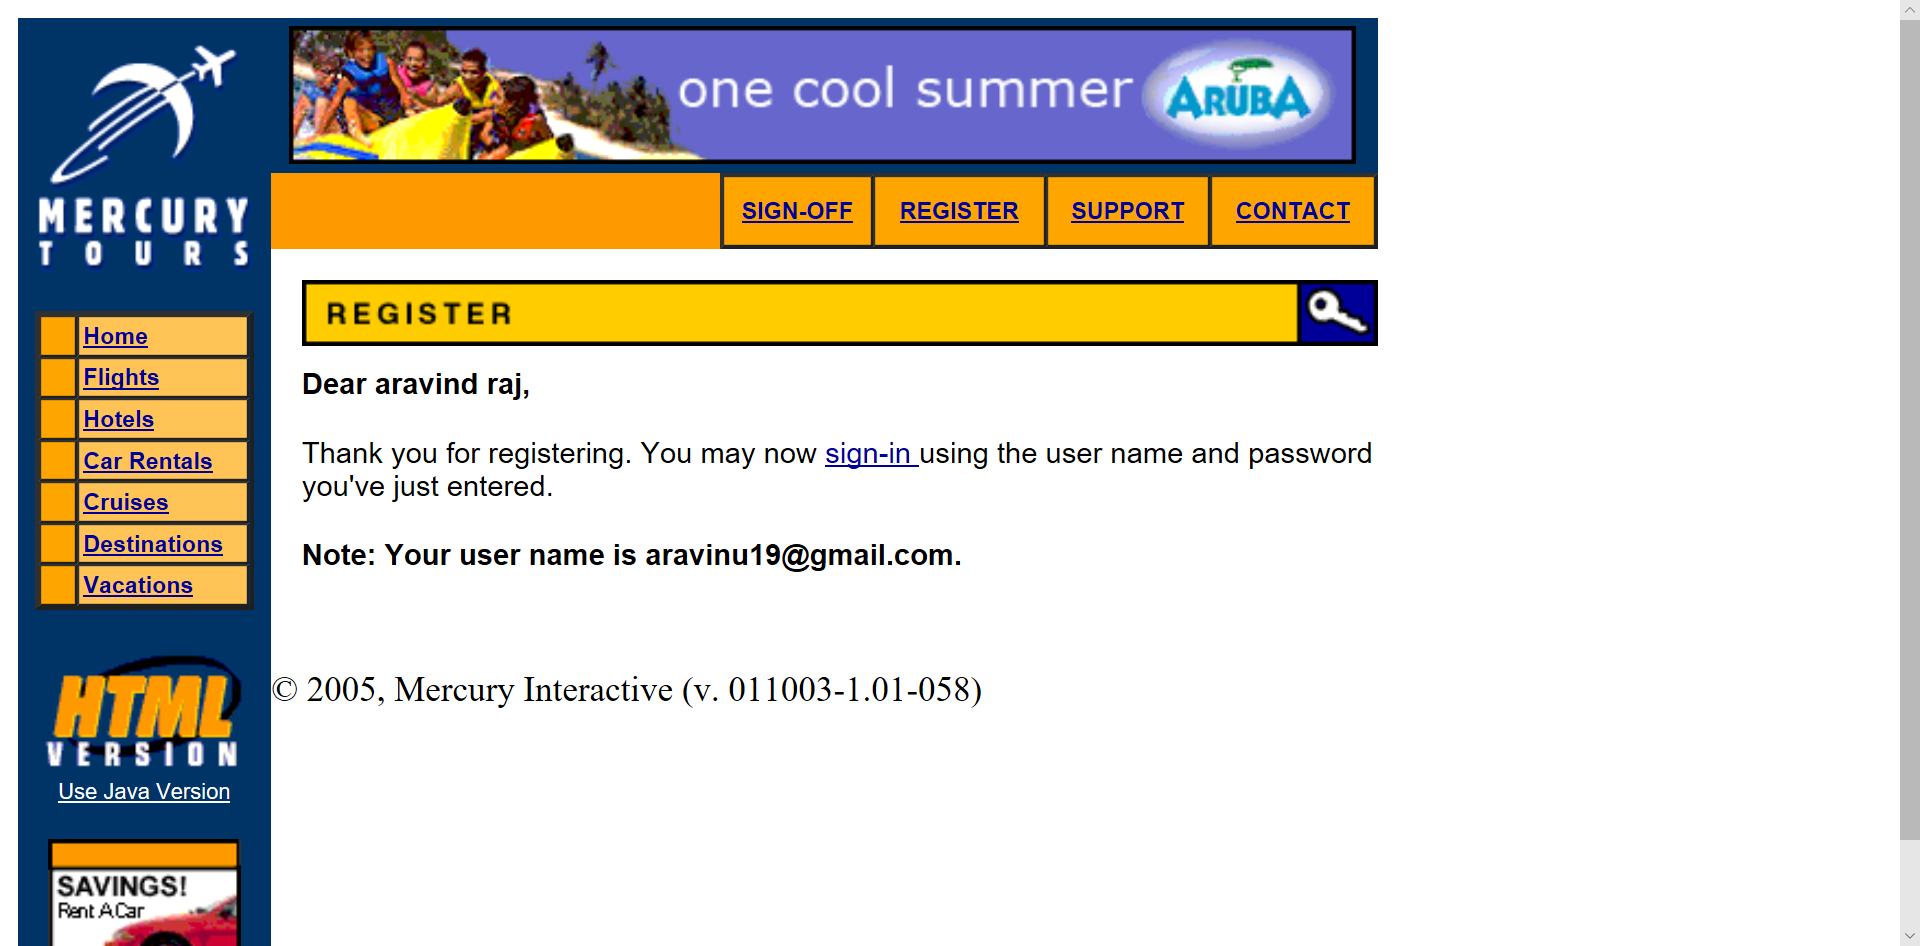 one cool summer ARUBA
MERCURY
TOURS
SIGN-OFF REGISTER SUPPORT CONTACT
REGISTER
Home
Flights
Hotels
Car Rentals
Cruises
Destinations
Vacations
Dear aravind raj,
Thank you for registering. You may now sign-in using the user name and password
you've just entered.
Note: Your user name is aravinu19@gmail.com.
© 2005, Mercury Interactive (v. 011003-1.01-058)
HTML
VERSION
Use Java Version
SAVINGS!
Rent A Car